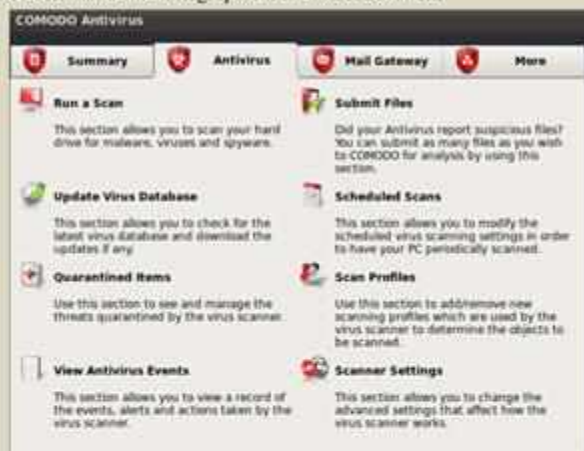 COMODO Antivirus
Summary
Antivirus
Mail Gateway
More
Run a Scan
This section allows you to scan your hard
drive for malware, viruses and spyware.
Update Virus Database
This section allows you to check for the
latest virus database and download the
updates if any.
Quarantined Items
Use this section to see and manage the
threats quarantined by the virus scanner.
View Antivirus Events
This section allows you to view a record of
the events, alerts and actions taken by the
virus scanner.
Submit Files
Did your Antivirus report suspicious files?
You can submit as many files as you wish
to COMODO for analysis by using this
section.
Scheduled Scans
This section allows you to modify the
scheduled virus scanning settings in order
to have your PC periodically scanned.
Scan Profiles
Use this section to add/remove new
scanning profiles which are used by the
virus scanner to determine the objects to
be scanned.
Scanner Settings
This section allows you to change the
advanced settings that affect how the
virus scanner works.